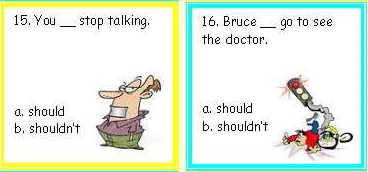 15. You __ stop talking.
a. should
b. shouldn't
16. Bruce __ go to see
the doctor.
a. should
b. shouldn't